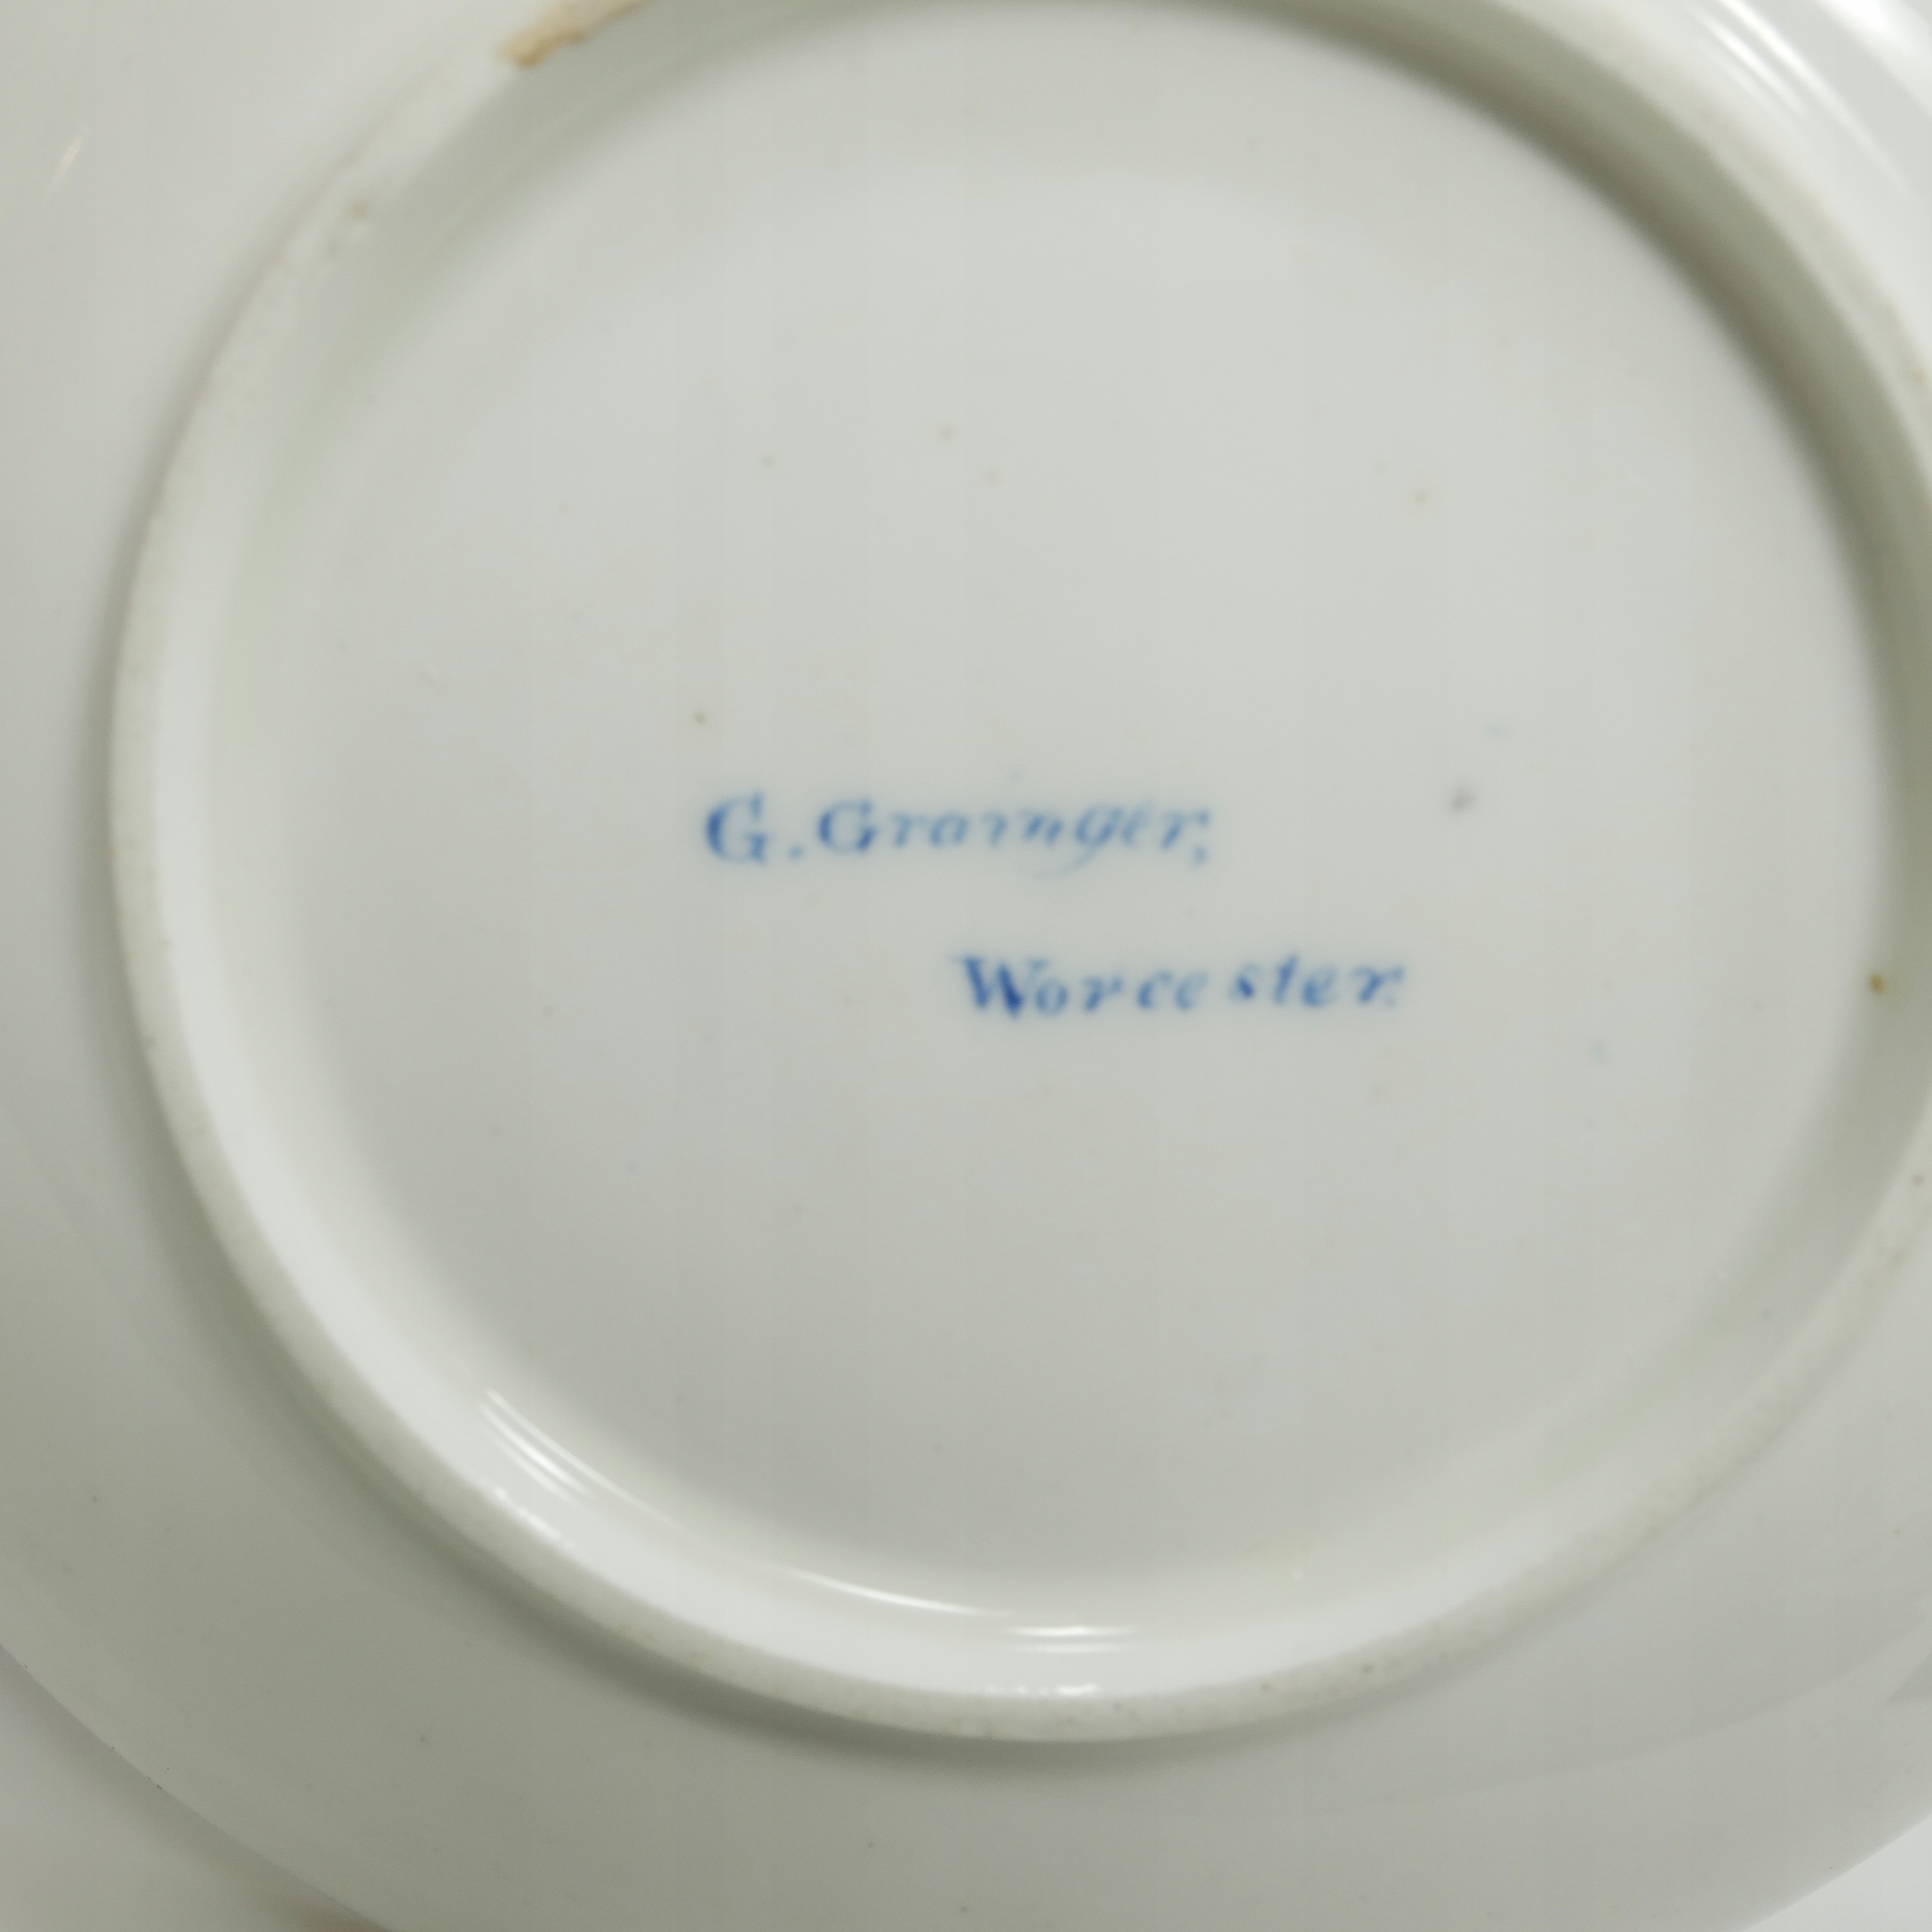 G. Grainger,
Worcester.